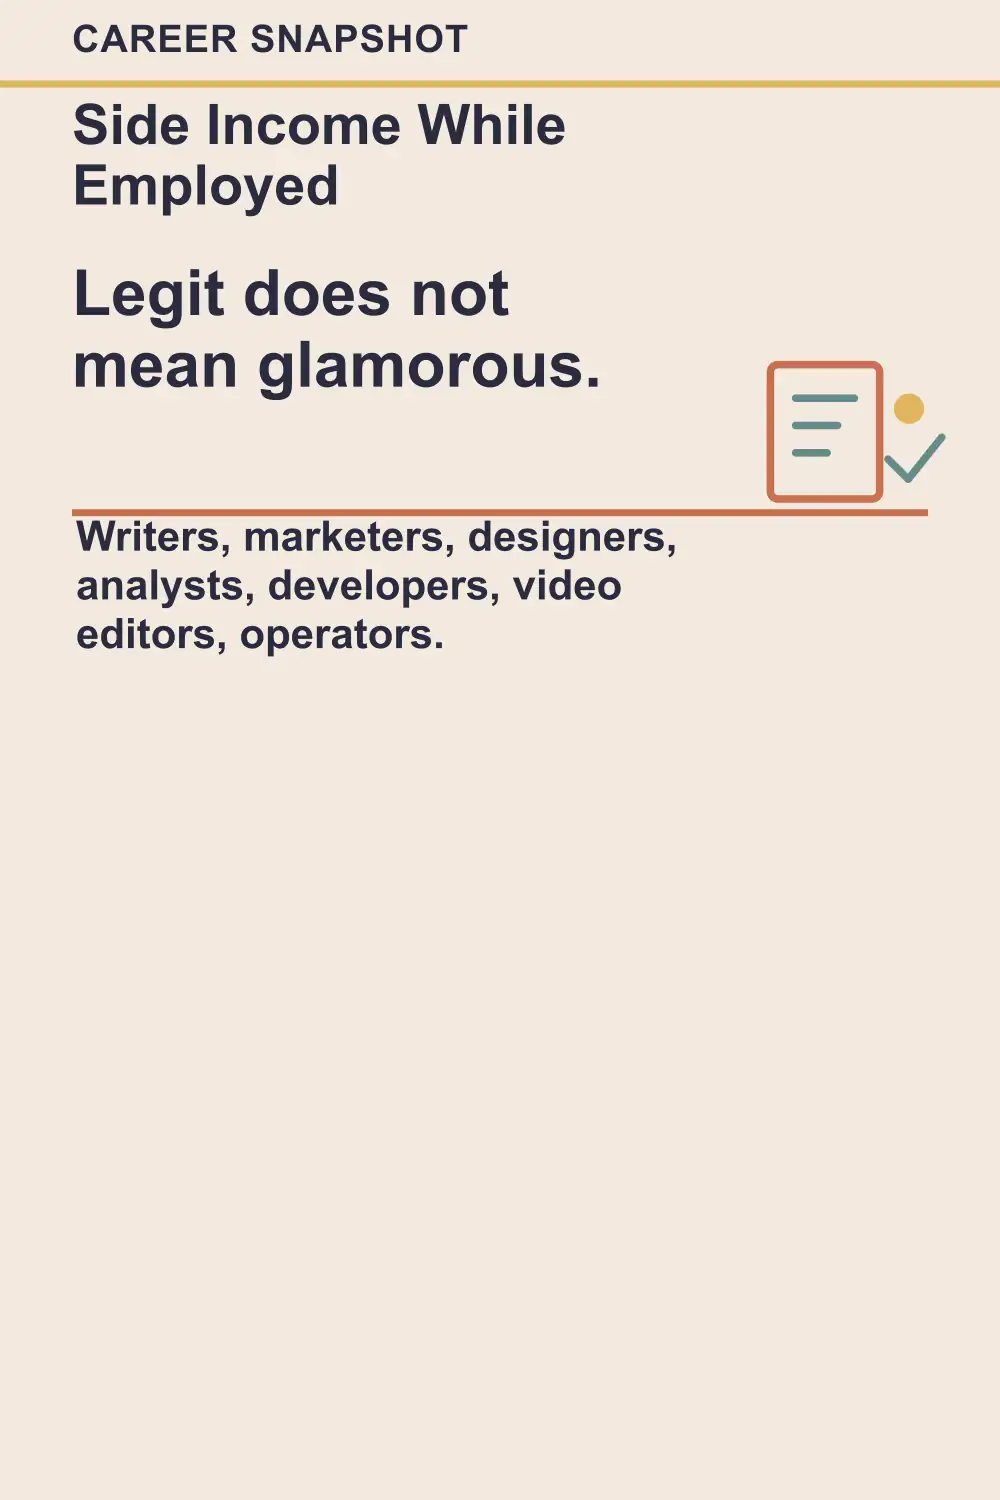 CAREER SNAPSHOT
Side Income While
Employed
Legit does not
mean glamorous.
Writers, marketers, designers,
analysts, developers, video
editors, operators.